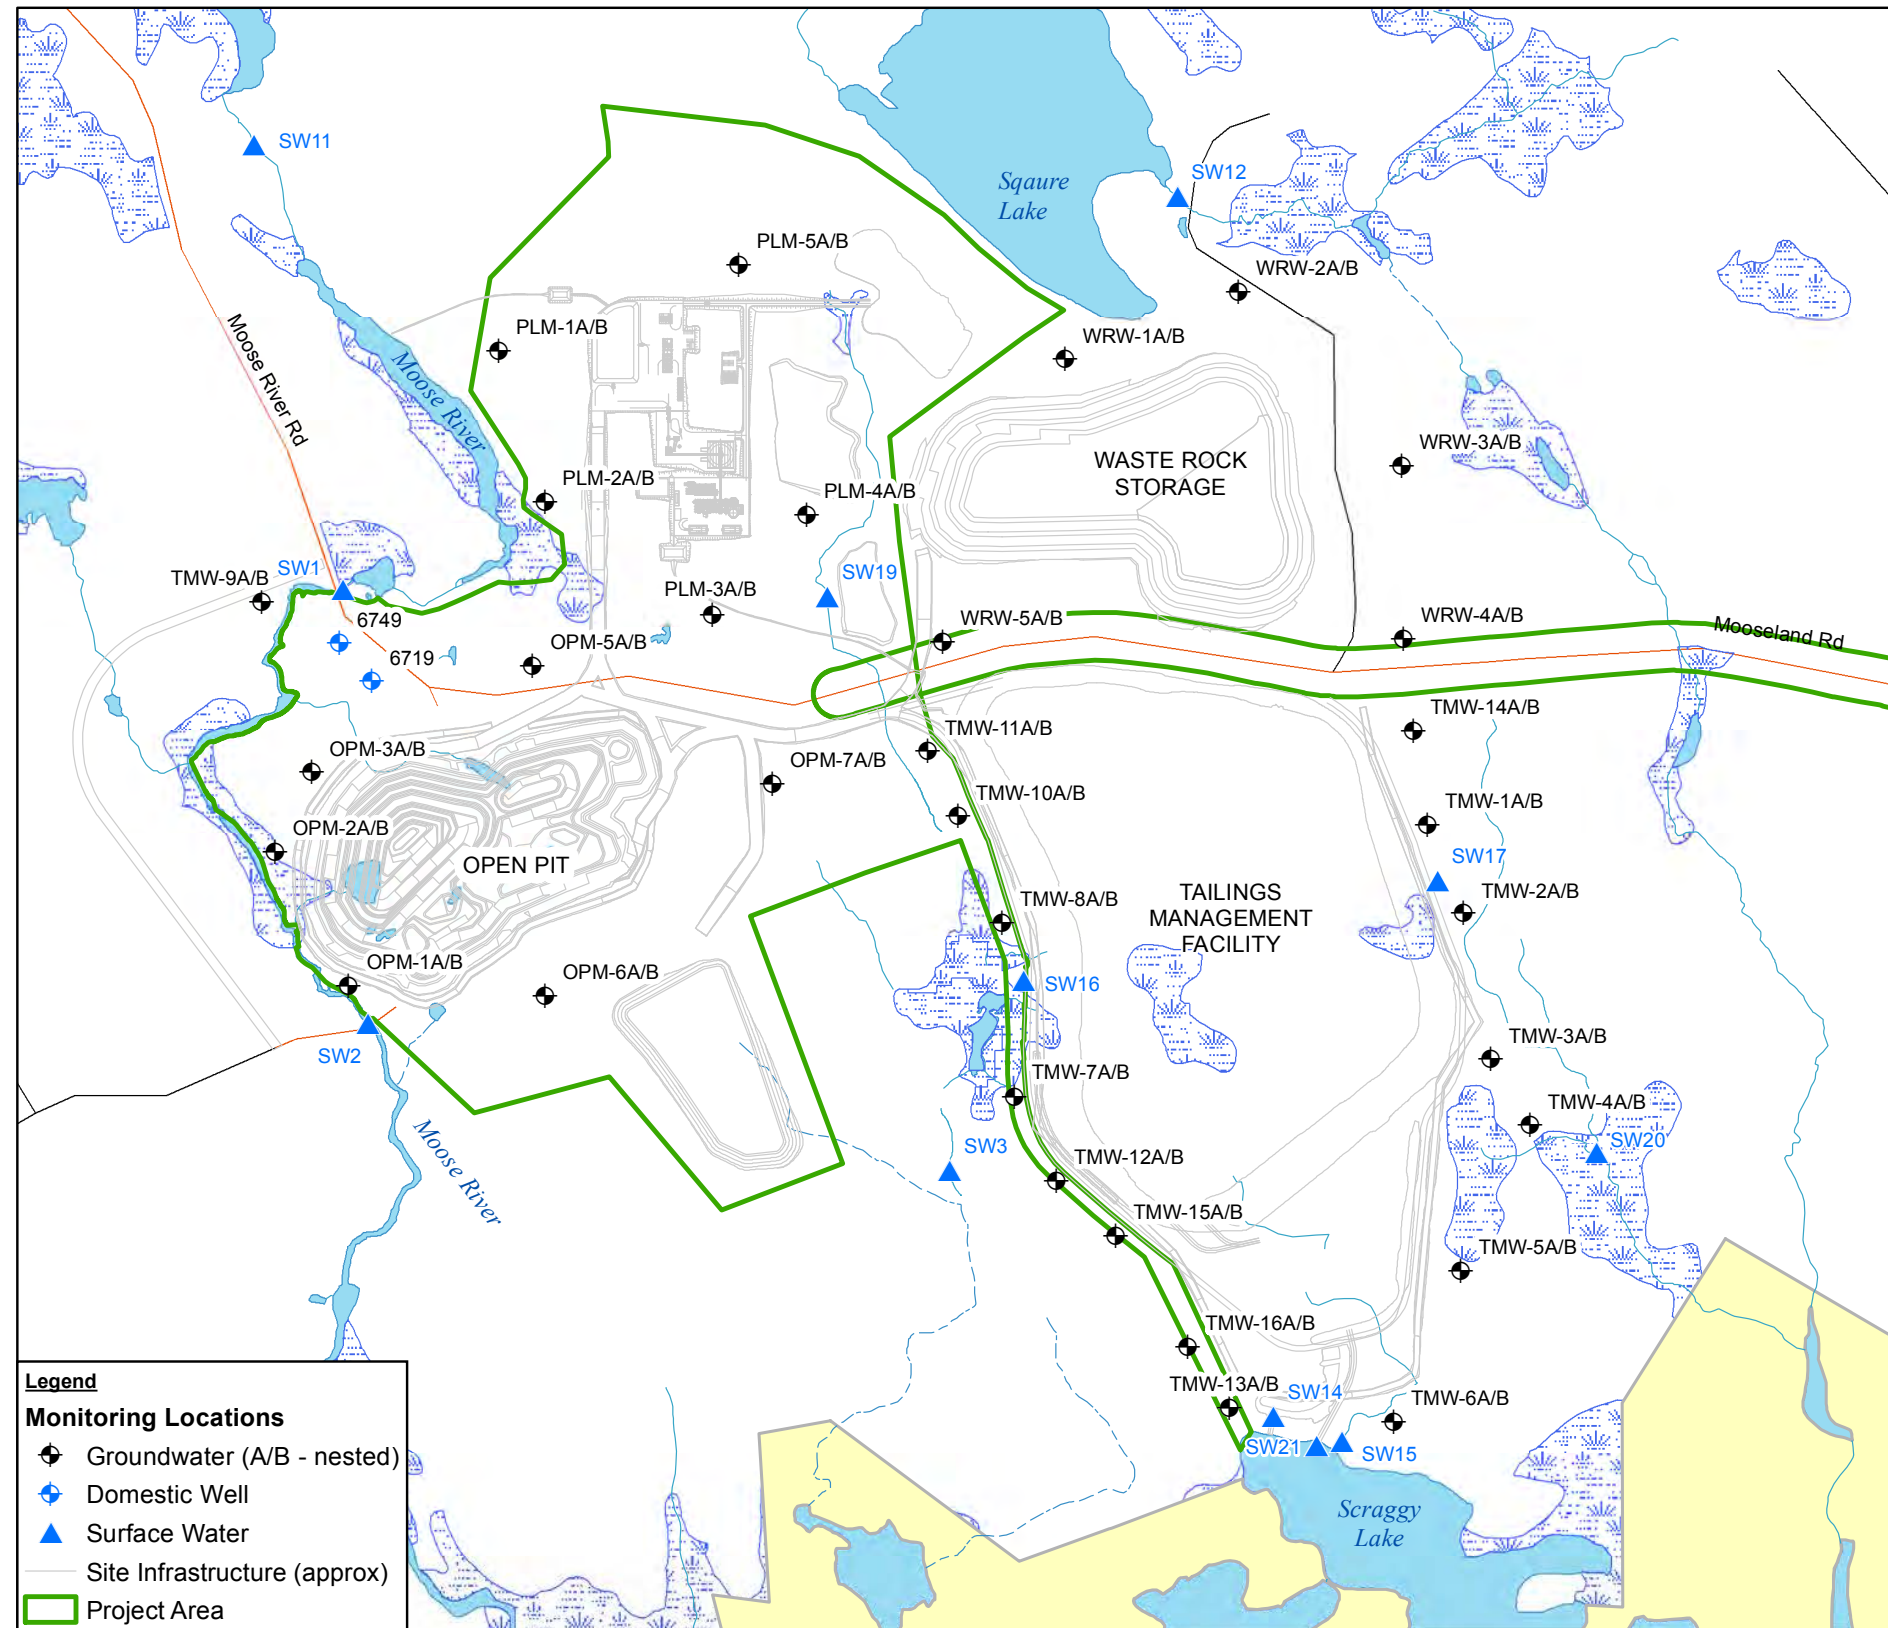 SW11
SW12
Sqaure
Lake
PLM-5A/B
WRW-2A/B
Moose River Rd
PLM-1A/B
WRW-1A/B
Moose River
WRW-3A/B
WASTE ROCK
STORAGE
PLM-2A/B
PLM-4A/B
SW1
TMW-9A/B
SW19
PLM-3A/B
6749
WRW-5A/B
WRW-4A/B
Mooseland Rd
OPM-5A/B
6719
TMW-14A/B
TMW-11A/B
OPM-3A/B
OPM-7A/B
TMW-10A/B
TMW-1A/B
OPM-2A/B
SW17
OPEN PIT
TMW-2A/B
TAILINGS
MANAGEMENT
FACILITY
TMW-8A/B
OPM-1A/B
OPM-6A/B
SW16
SW2
TMW-3A/B
TMW-7A/B
TMW-4A/B
Moose River
SW3
SW20
TMW-12A/B
TMW-15A/B
TMW-5A/B
TMW-16A/B
TMW-13A/B
SW14
TMW-6A/B
SW21
SW15
Scraggy
Lake
Legend
Monitoring Locations
Groundwater (A/B - nested)
Domestic Well
Surface Water
Site Infrastructure (approx)
Project Area